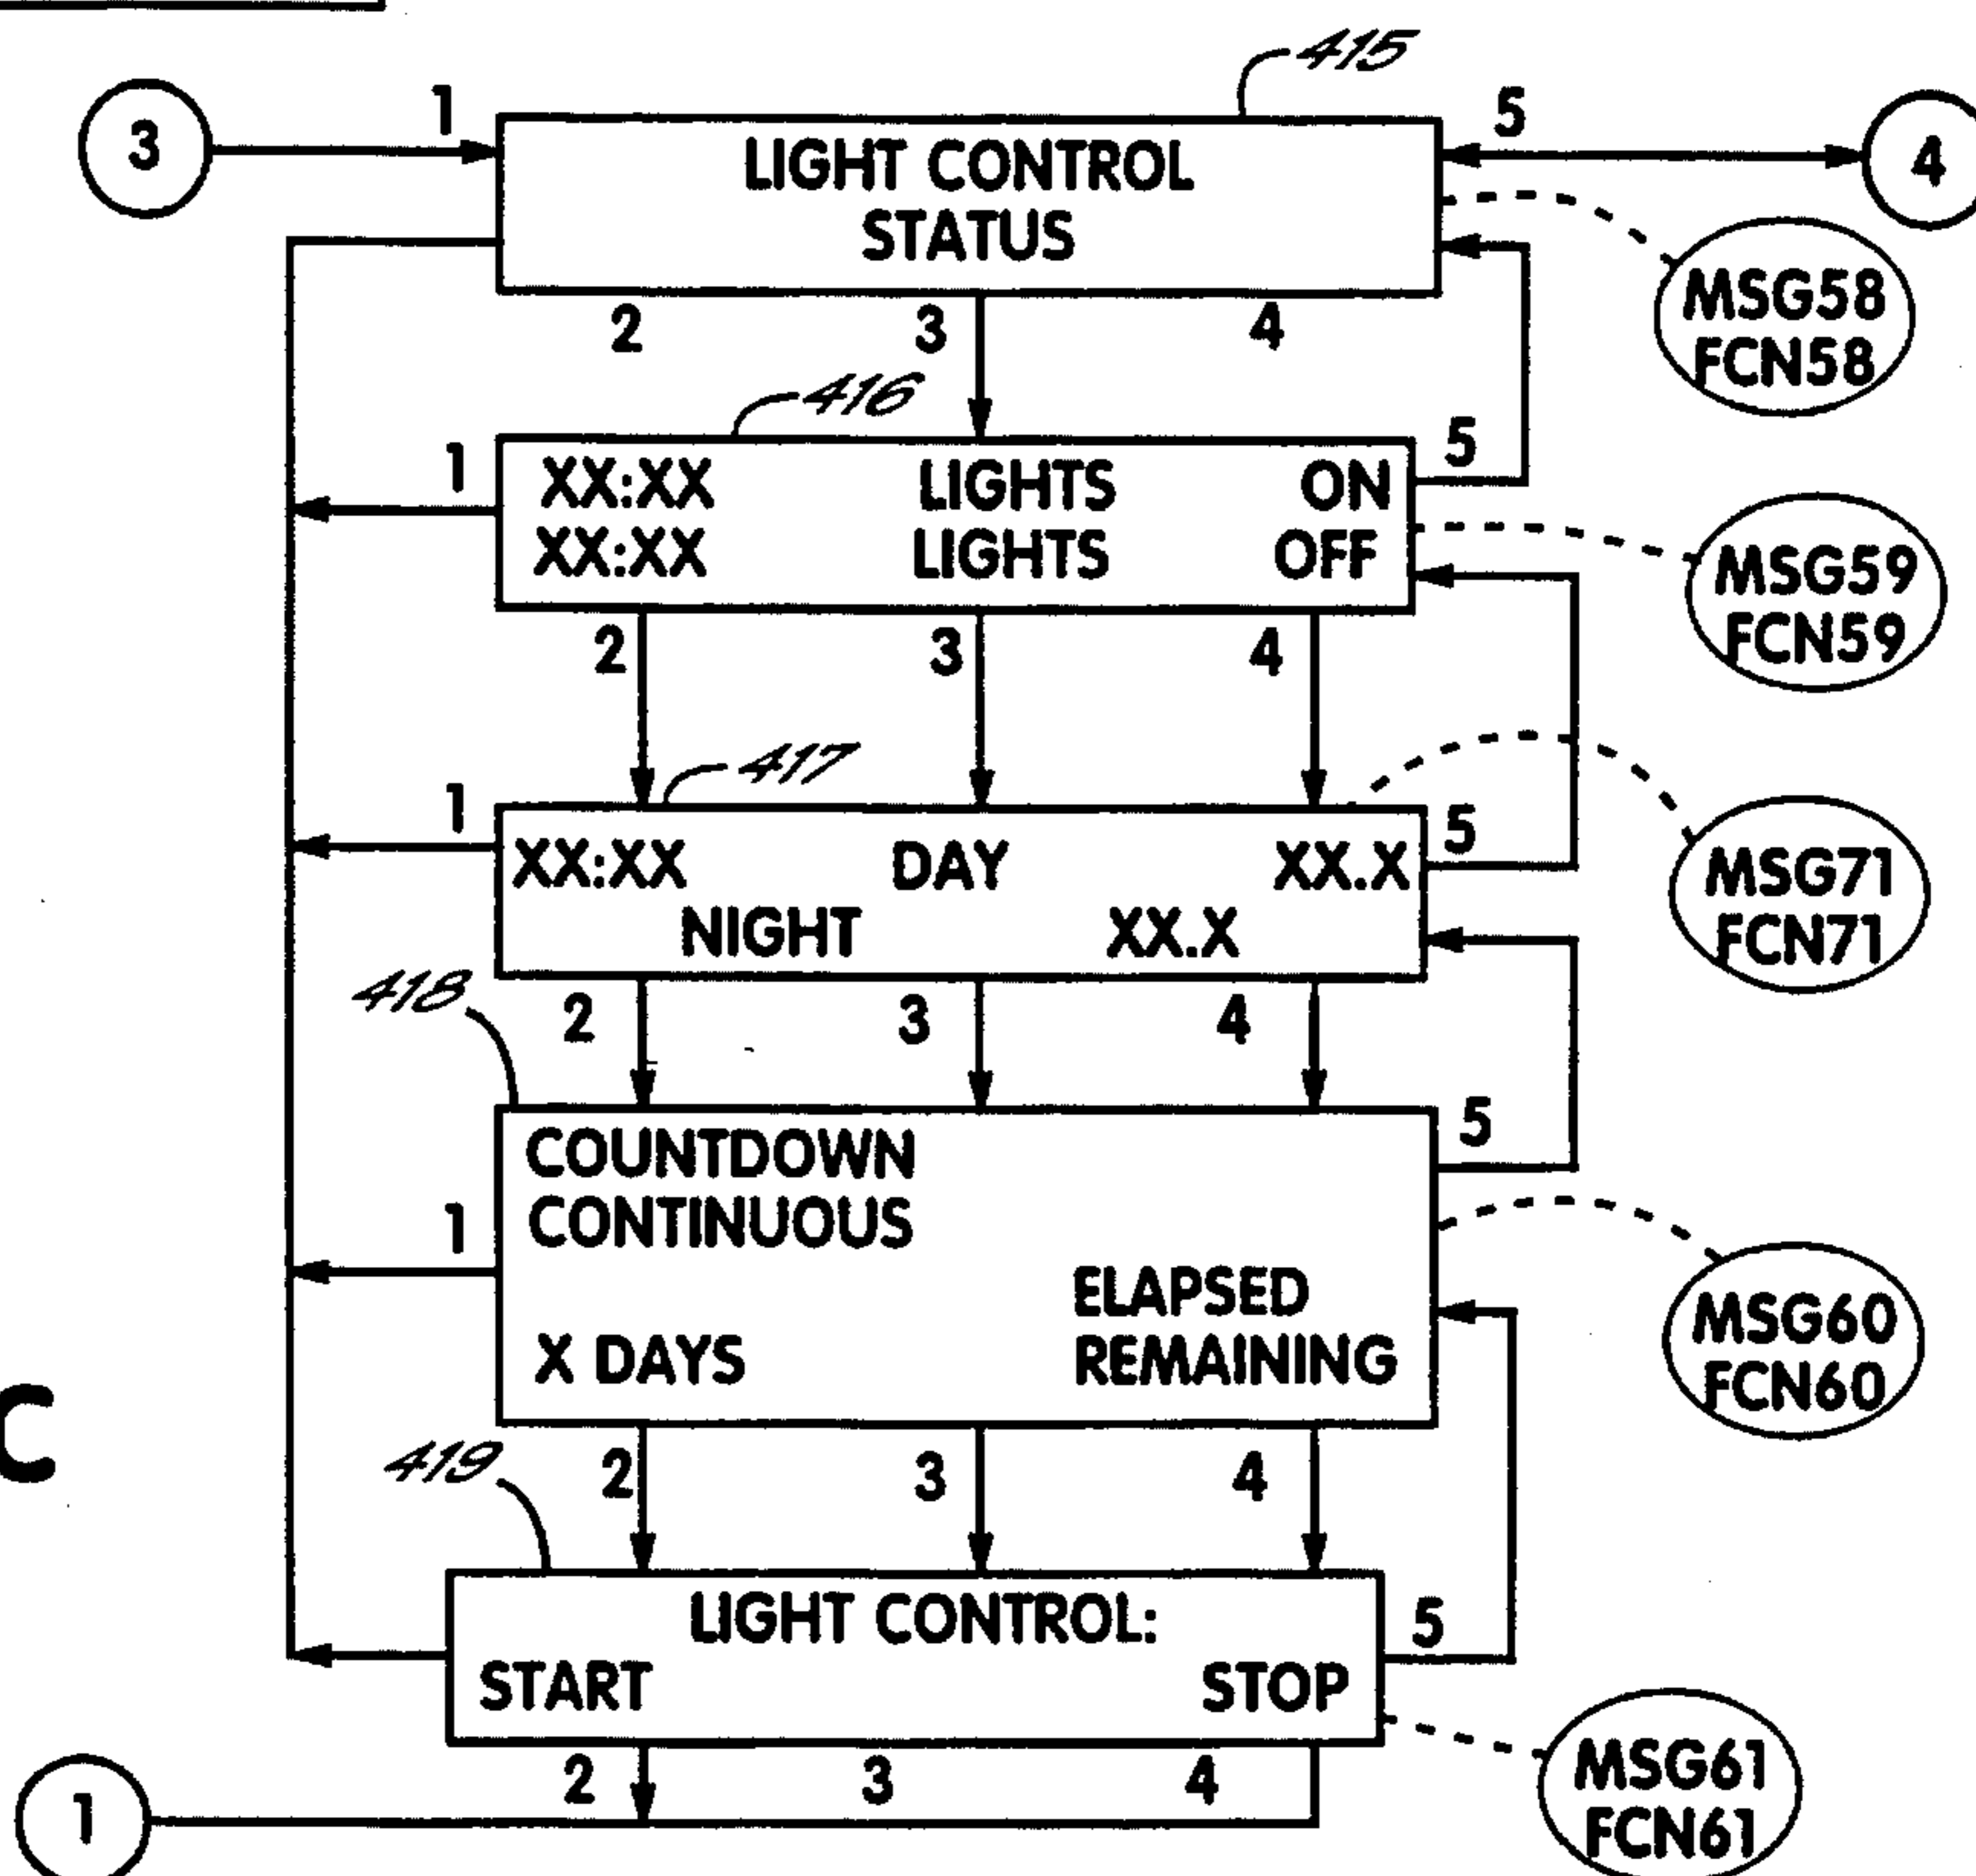 415
3
1
LIGHT CONTROL
STATUS
5
4
MSG58
FCN58
2
3
4
416
1
XX:XX LIGHTS ON
XX:XX LIGHTS OFF
5
MSG59
FCN59
2
3
4
417
1
XX:XX DAY XX.X
NIGHT XX.X
5
MSG71
FCN71
418
2
3
4
1
COUNTDOWN
CONTINUOUS
ELAPSED
X DAYS REMAINING
5
MSG60
FCN60
C
419
2
3
4
LIGHT CONTROL:
START STOP
5
MSG61
FCN61
1
2
3
4